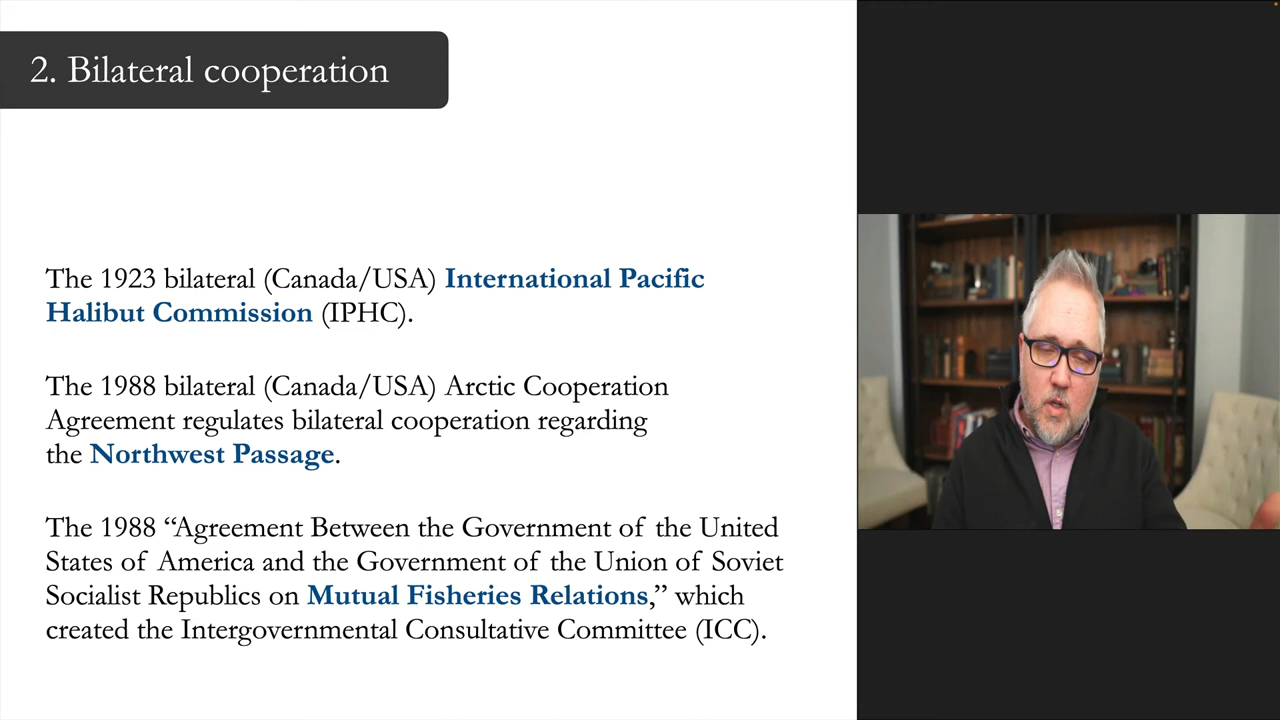 2. Bilateral cooperation
The 1923 bilateral (Canada/USA) International Pacific
Halibut Commission (IPHC).
The 1988 bilateral (Canada/USA) Arctic Cooperation
Agreement regulates bilateral cooperation regarding
the Northwest Passage.
The 1988 “Agreement Between the Government of the United
States of America and the Government of the Union of Soviet
Socialist Republics on Mutual Fisheries Relations,” which
created the Intergovernmental Consultative Committee (ICC).